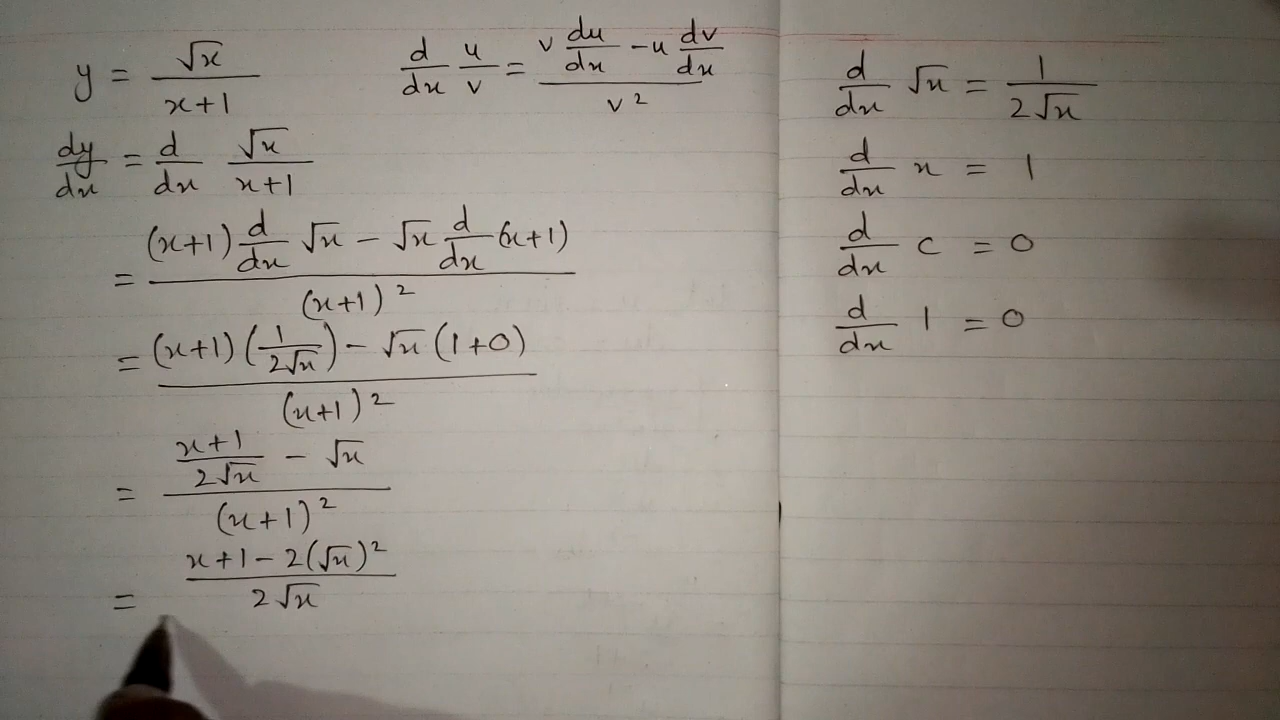 y = √x / x+1
d/dx u/v = v du/dx - u dv/dx / v²
dy/dx = d/dx √x / x+1
= (x+1) d/dx √x - √x d/dx (x+1) / (x+1)²
= (x+1) (1/2√x) - √x (1+0) / (x+1)²
= x+1 / 2√x - √x / (x+1)²
= x+1-2(√x)² / 2√x
d/dx √x = 1 / 2√x
d/dx x = 1
d/dx c = 0
d/dx 1 = 0